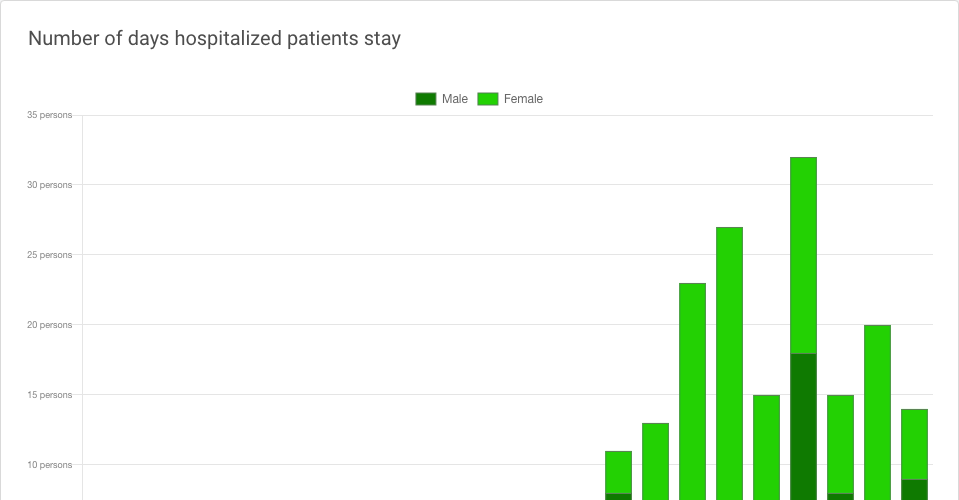 Number of days hospitalized patients stay
Male Female
35 persons
30 persons
25 persons
20 persons
15 persons
10 persons